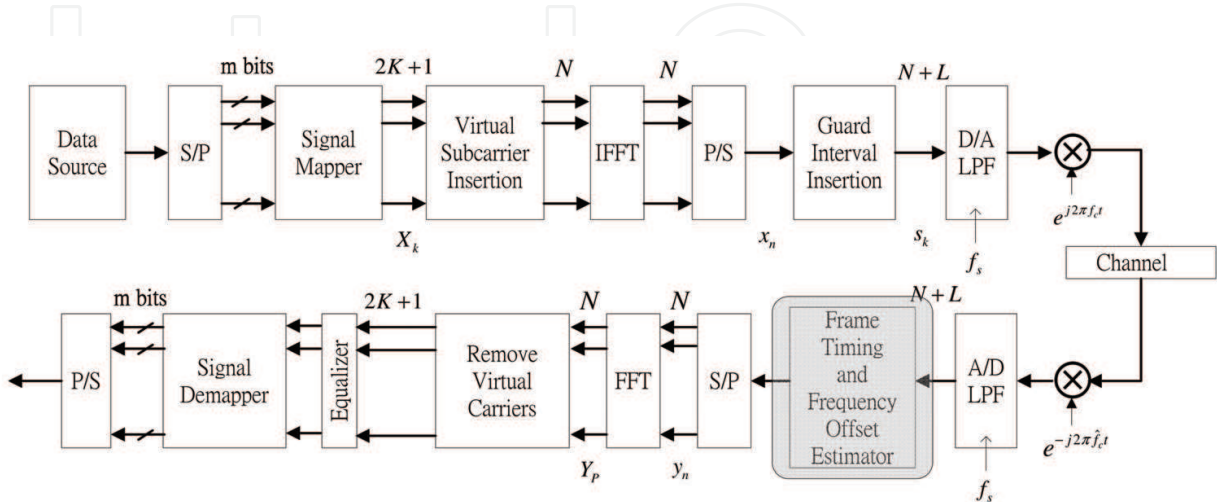 m bits
2K+1
N
N
N+L
Data
Source
S/P
Signal
Mapper
Virtual
Subcarrier
Insertion
IFFT
P/S
Guard
Interval
Insertion
D/A
LPF
e^{j2πf_c t}
X_k
x_n
s_k
f_s
Channel
m bits
2K+1
N
N
N+L
P/S
Signal
Demapper
Equalizer
Remove
Virtual
Carriers
FFT
S/P
Frame
Timing
and
Frequency
Offset
Estimator
A/D
LPF
e^{-j2πf̂_c t}
Y_P
y_n
f_s